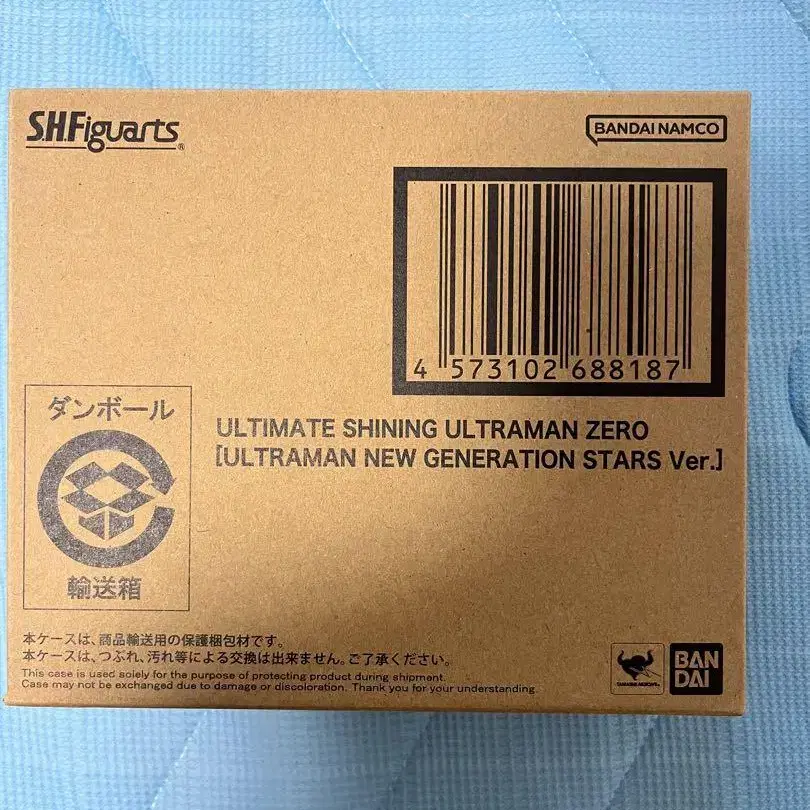 S.H.Figuarts®
BANDAI NAMCO
4 573102 688187
ダンボール
輸送箱
ULTIMATE SHINING ULTRAMAN ZERO
[ULTRAMAN NEW GENERATION STARS Ver.]
本ケースは、商品輸送用の保護梱包材です。
本ケースは、つぶれ、汚れ等による交換は出来ません。ご了承ください。
This case is used solely for the purpose of protecting product during shipment.
Case may not be exchanged due to damage or discoloration. Thank you for your understanding.
TAMASHII NATIONS
BAN
DAI